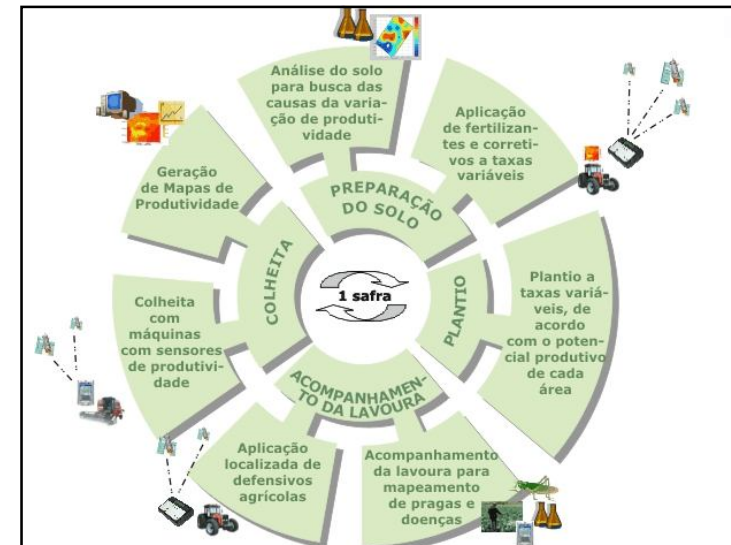 Análise do solo
para busca das
causas da varia-
ção de produti-
vidade
Aplicação
de fertilizan-
tes e correti-
vos a taxas
variáveis
PREPARAÇÃO
DO SOLO
Geração
de Mapas de
Produtividade
COLHEITA
1 safra
PLANTIO
Plantio a
taxas variá-
veis, de
acordo
com o poten-
cial produtivo
de cada
área
Colheita
com
máquinas
com sensores
de produtivi-
dade
ACOMPANHAMEN-
TO DA LAVOURA
Aplicação
localizada de
defensivos
agrícolas
Acompanhamento
da lavoura para
mapeamento
de pragas e
doenças